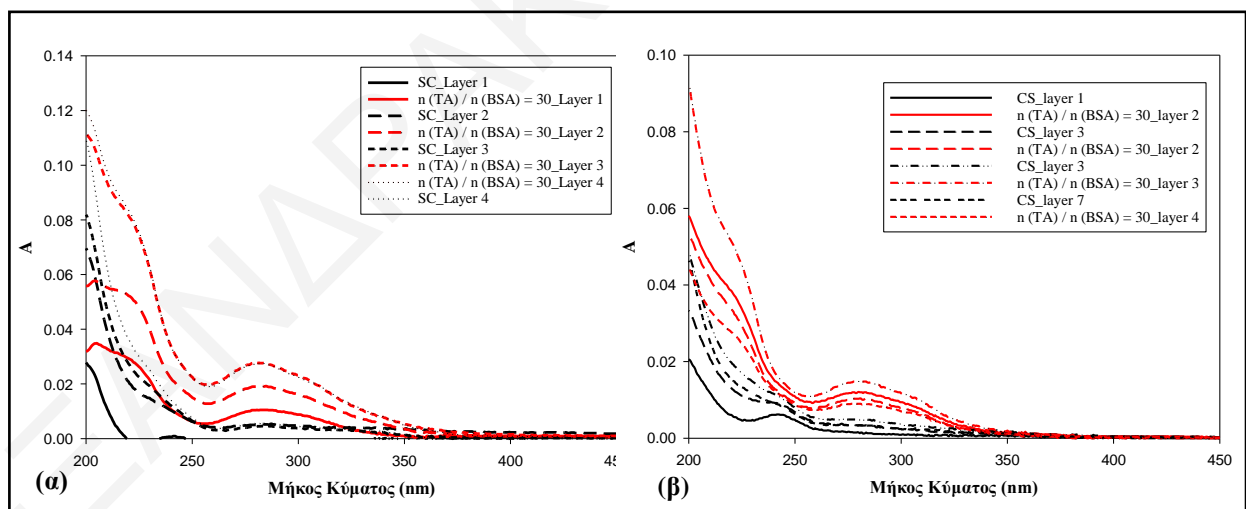 0.14
0.12
0.10
0.08
0.06
0.04
0.02
0.00
A
200
250
300
350
400
45
SC_Layer 1
n (TA) / n (BSA) = 30_Layer 1
SC_Layer 2
n (TA) / n (BSA) = 30_Layer 2
SC_Layer 3
n (TA) / n (BSA) = 30_Layer 3
n (TA) / n (BSA) = 30_Layer 4
SC_Layer 4
(α)
Μήκος Κύματος (nm)
0.10
0.08
0.06
0.04
0.02
0.00
A
200
250
300
350
400
450
CS_layer 1
n (TA) / n (BSA) = 30_layer 2
CS_layer 3
n (TA) / n (BSA) = 30_layer 2
CS_layer 3
n (TA) / n (BSA) = 30_layer 3
CS_layer 7
n (TA) / n (BSA) = 30_layer 4
(β)
Μήκος Κύματος (nm)